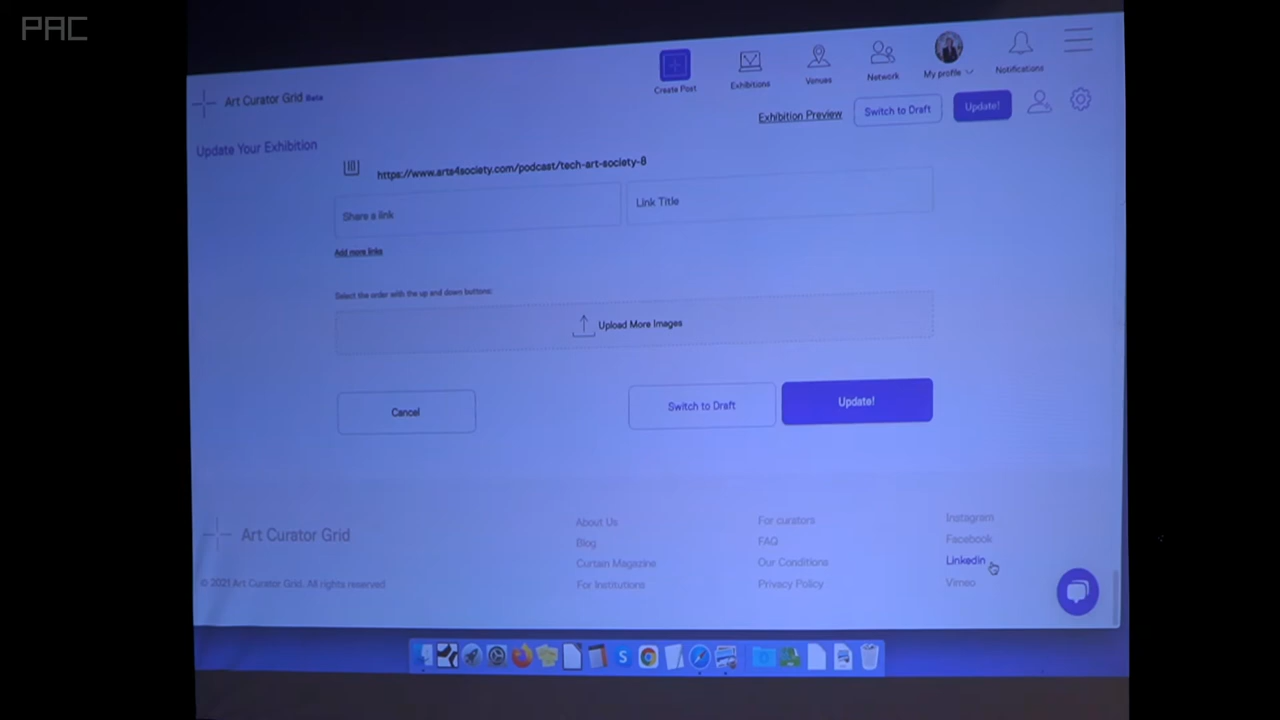 PAC
Create Post
Exhibitions
Venues
Network
My profile
Notifications
Art Curator Grid Beta
Exhibition Preview
Switch to Draft
Update!
Update Your Exhibition
https://www.arts4society.com/podcast/tech-art-society-8
Share a link
Link Title
Add more links
Select the order with the up and down buttons:
Upload More Images
Cancel
Switch to Draft
Update!
Art Curator Grid
© 2021 Art Curator Grid. All rights reserved
About Us
Blog
Curtain Magazine
For Institutions
For curators
FAQ
Our Conditions
Privacy Policy
Instagram
Facebook
Linkedin
Vimeo
S